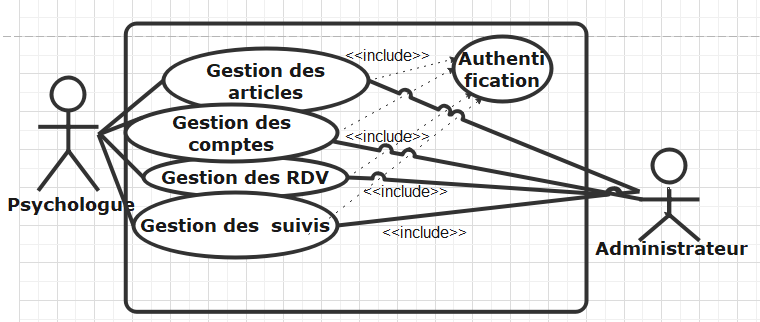 <<include>>
Authenti
fication
Gestion des
articles
Gestion des
comptes
<<include>>
Gestion des RDV
<<include>>
Psychologue
Gestion des  suivis
<<include>>
Administrateur